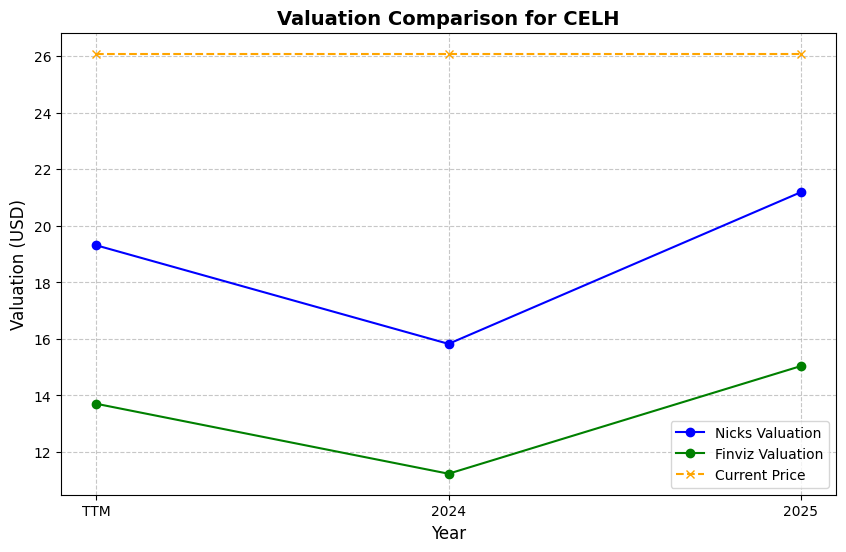 Valuation Comparison for CELH
Valuation (USD)
26
24
22
20
18
16
14
12
TTM
2024
2025
Year
Nicks Valuation
Finviz Valuation
Current Price